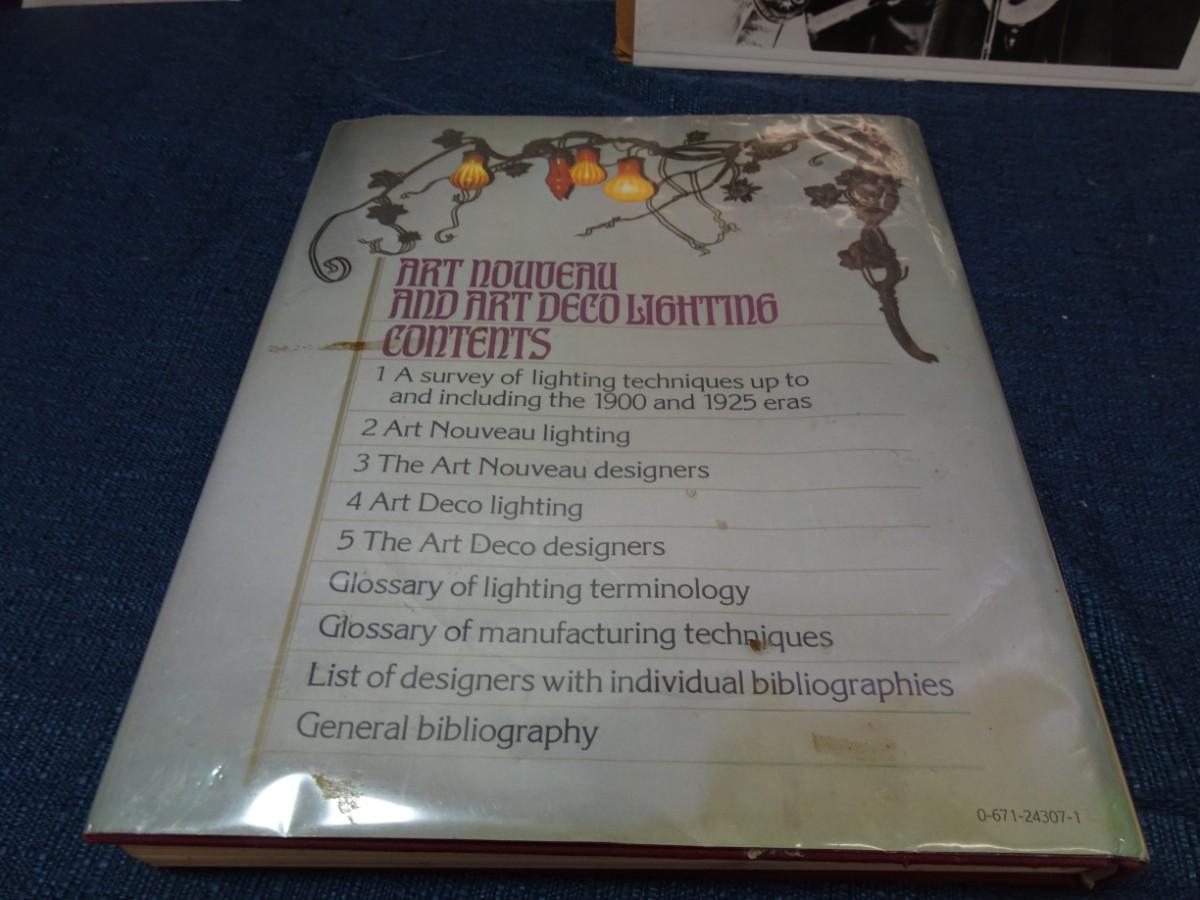 ART NOUVEAU
AND ART DECO LIGHTING
CONTENTS
1 A survey of lighting techniques up to
and including the 1900 and 1925 eras
2 Art Nouveau lighting
3 The Art Nouveau designers
4 Art Deco lighting
5 The Art Deco designers
Glossary of lighting terminology
Glossary of manufacturing techniques
List of designers with individual bibliographies
General bibliography
0-671-24307-1